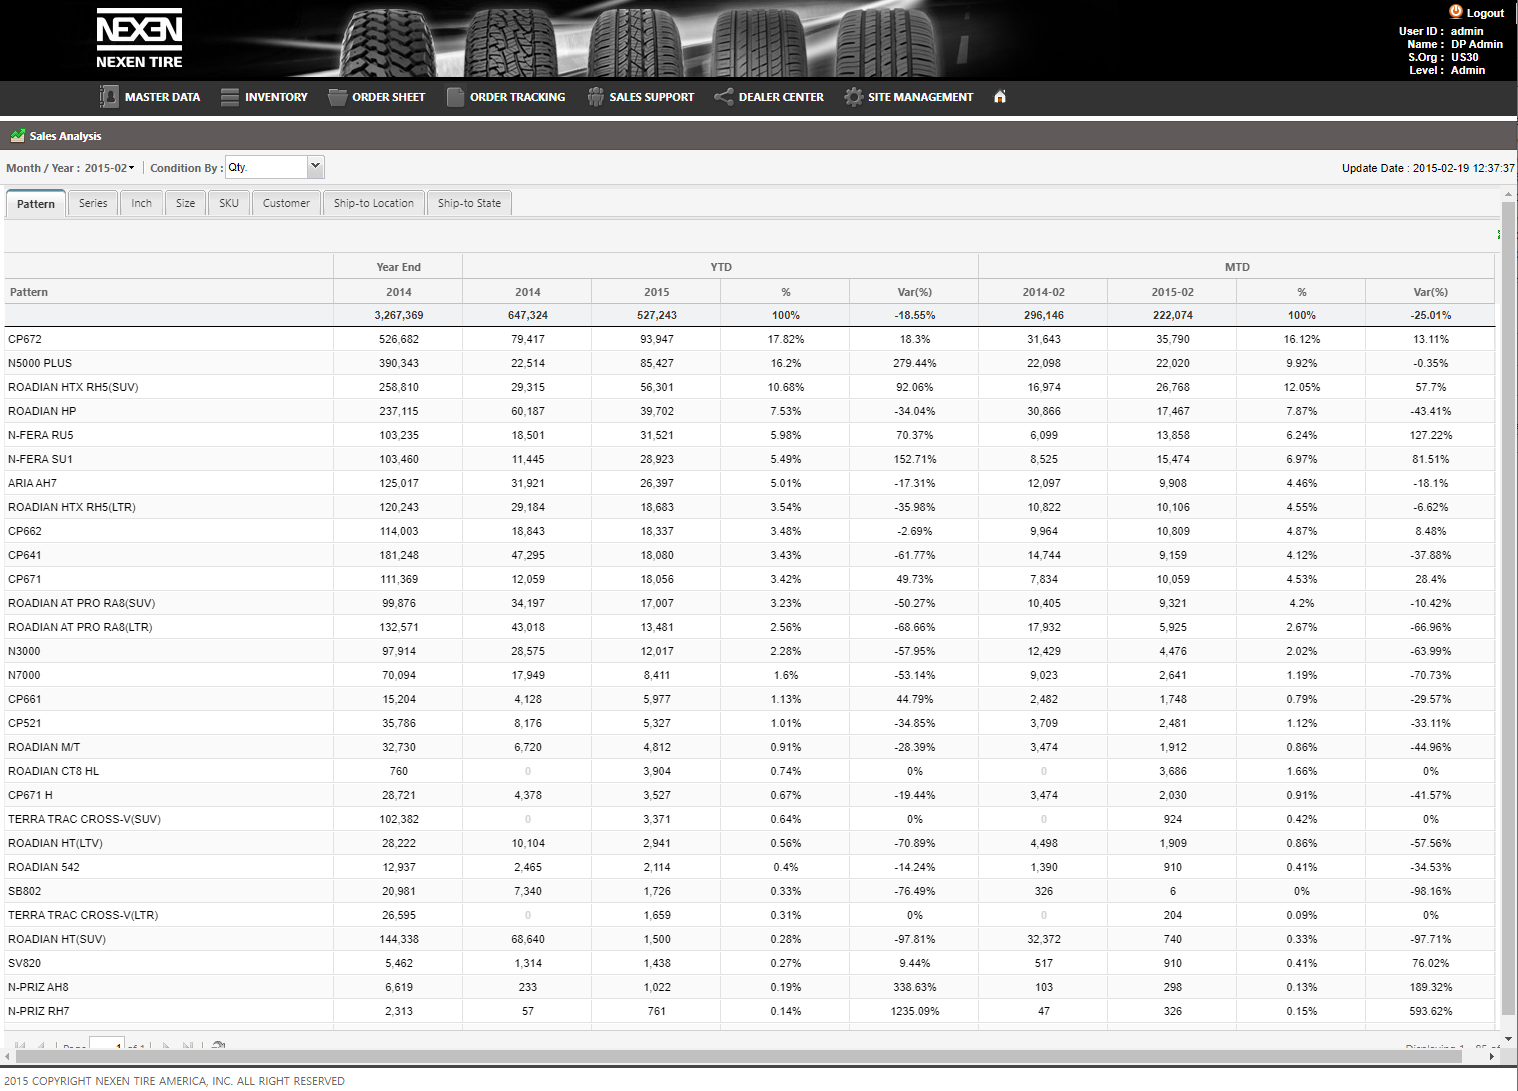 NEXEN
NEXEN TIRE
Logout
User ID : admin
Name : DP Admin
S.Org : US30
Level : Admin
MASTER DATA INVENTORY ORDER SHEET ORDER TRACKING SALES SUPPORT DEALER CENTER SITE MANAGEMENT
Sales Analysis
Month / Year : 2015-02 Condition By : Qty. Update Date : 2015-02-19 12:37:37
Pattern Series Inch Size SKU Customer Ship-to Location Ship-to State
Year End YTD MTD
Pattern 2014 2014 2015 % Var(%) 2014-02 2015-02 % Var(%)
3,267,369 647,324 527,243 100% -18.55% 296,146 222,074 100% -25.01%
CP672 526,682 79,417 93,947 17.82% 18.3% 31,643 35,790 16.12% 13.11%
N5000 PLUS 390,343 22,514 85,427 16.2% 279.44% 22,098 22,020 9.92% -0.35%
ROADIAN HTX RH5(SUV) 258,810 29,315 56,301 10.68% 92.06% 16,974 26,768 12.05% 57.7%
ROADIAN HP 237,115 60,187 39,702 7.53% -34.04% 30,866 17,467 7.87% -43.41%
N-FERA RU5 103,235 18,501 31,521 5.98% 70.37% 6,099 13,858 6.24% 127.22%
N-FERA SU1 103,460 11,445 28,923 5.49% 152.71% 8,525 15,474 6.97% 81.51%
ARIA AH7 125,017 31,921 26,397 5.01% -17.31% 12,097 9,908 4.46% -18.1%
ROADIAN HTX RH5(LTR) 120,243 29,184 18,683 3.54% -35.98% 10,822 10,106 4.55% -6.62%
CP662 114,003 18,843 18,337 3.48% -2.69% 9,964 10,809 4.87% 8.48%
CP641 181,248 47,295 18,080 3.43% -61.77% 14,744 9,159 4.12% -37.88%
CP671 111,369 12,059 18,056 3.42% 49.73% 7,834 10,059 4.53% 28.4%
ROADIAN AT PRO RA8(SUV) 99,876 34,197 17,007 3.23% -50.27% 10,405 9,321 4.2% -10.42%
ROADIAN AT PRO RA8(LTR) 132,571 43,018 13,481 2.56% -68.66% 17,932 5,925 2.67% -66.96%
N3000 97,914 28,575 12,017 2.28% -57.95% 12,429 4,476 2.02% -63.99%
N7000 70,094 17,949 8,411 1.6% -53.14% 9,023 2,641 1.19% -70.73%
CP661 15,204 4,128 5,977 1.13% 44.79% 2,482 1,748 0.79% -29.57%
CP521 35,786 8,176 5,327 1.01% -34.85% 3,709 2,481 1.12% -33.11%
ROADIAN M/T 32,730 6,720 4,812 0.91% -28.39% 3,474 1,912 0.86% -44.96%
ROADIAN CT8 HL 760 0 3,904 0.74% 0% 0 3,686 1.66% 0%
CP671 H 28,721 4,378 3,527 0.67% -19.44% 3,474 2,030 0.91% -41.57%
TERRA TRAC CROSS-V(SUV) 102,382 0 3,371 0.64% 0% 0 924 0.42% 0%
ROADIAN HT(LTV) 28,222 10,104 2,941 0.56% -70.89% 4,498 1,909 0.86% -57.56%
ROADIAN 542 12,937 2,465 2,114 0.4% -14.24% 1,390 910 0.41% -34.53%
SB802 20,981 7,340 1,726 0.33% -76.49% 326 6 0% -98.16%
TERRA TRAC CROSS-V(LTR) 26,595 0 1,659 0.31% 0% 0 204 0.09% 0%
ROADIAN HT(SUV) 144,338 68,640 1,500 0.28% -97.81% 32,372 740 0.33% -97.71%
SV820 5,462 1,314 1,438 0.27% 9.44% 517 910 0.41% 76.02%
N-PRIZ AH8 6,619 233 1,022 0.19% 338.63% 103 298 0.13% 189.32%
N-PRIZ RH7 2,313 57 761 0.14% 1235.09% 47 326 0.15% 593.62%
Page 1 of 1
2015 COPYRIGHT NEXEN TIRE AMERICA, INC. ALL RIGHT RESERVED